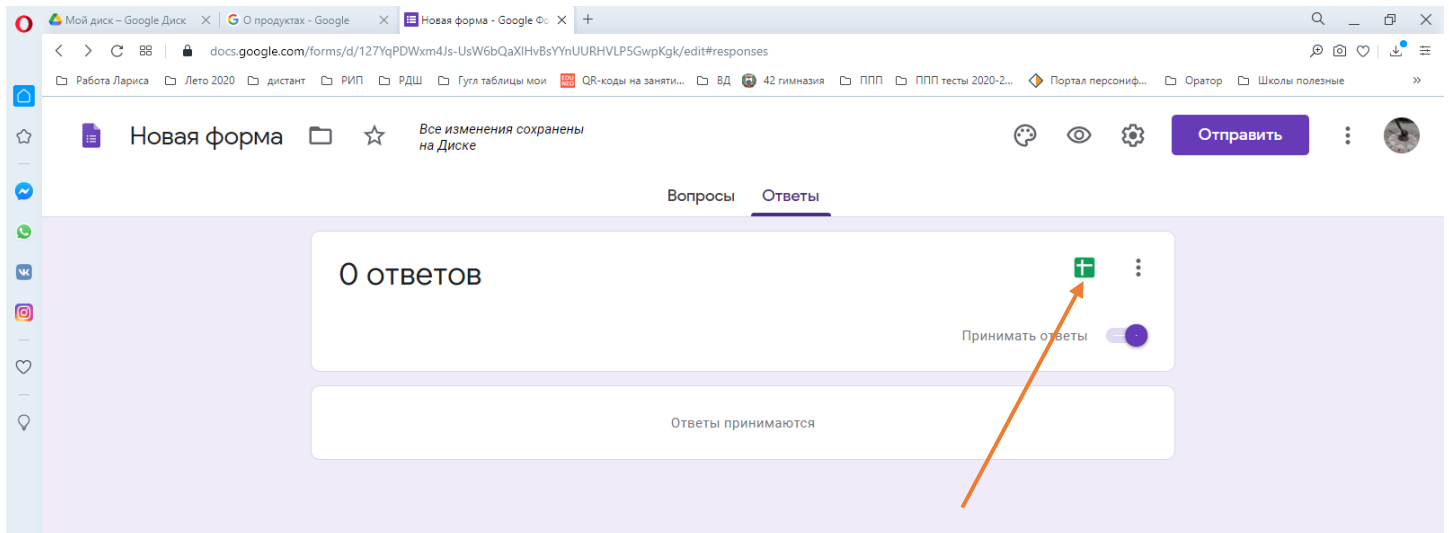 Мой диск – Google Диск
О продуктах - Google
Новая форма - Google Фо
docs.google.com/forms/d/127YqPDWxm4Js-UsW6bQaXIHvBsYYnUURHVLP5GwpKgk/edit#responses
Работа Лариса Лето 2020 дистант РИП РДШ Гугл таблицы мои QR-коды на заняти... ВД 42 гимназия ППП ППП тесты 2020-2... Портал персониф... Оратор Школы полезные
Новая форма
Все изменения сохранены
на Диске
Отправить
Вопросы Ответы
0 ответов
Принимать ответы
Ответы принимаются